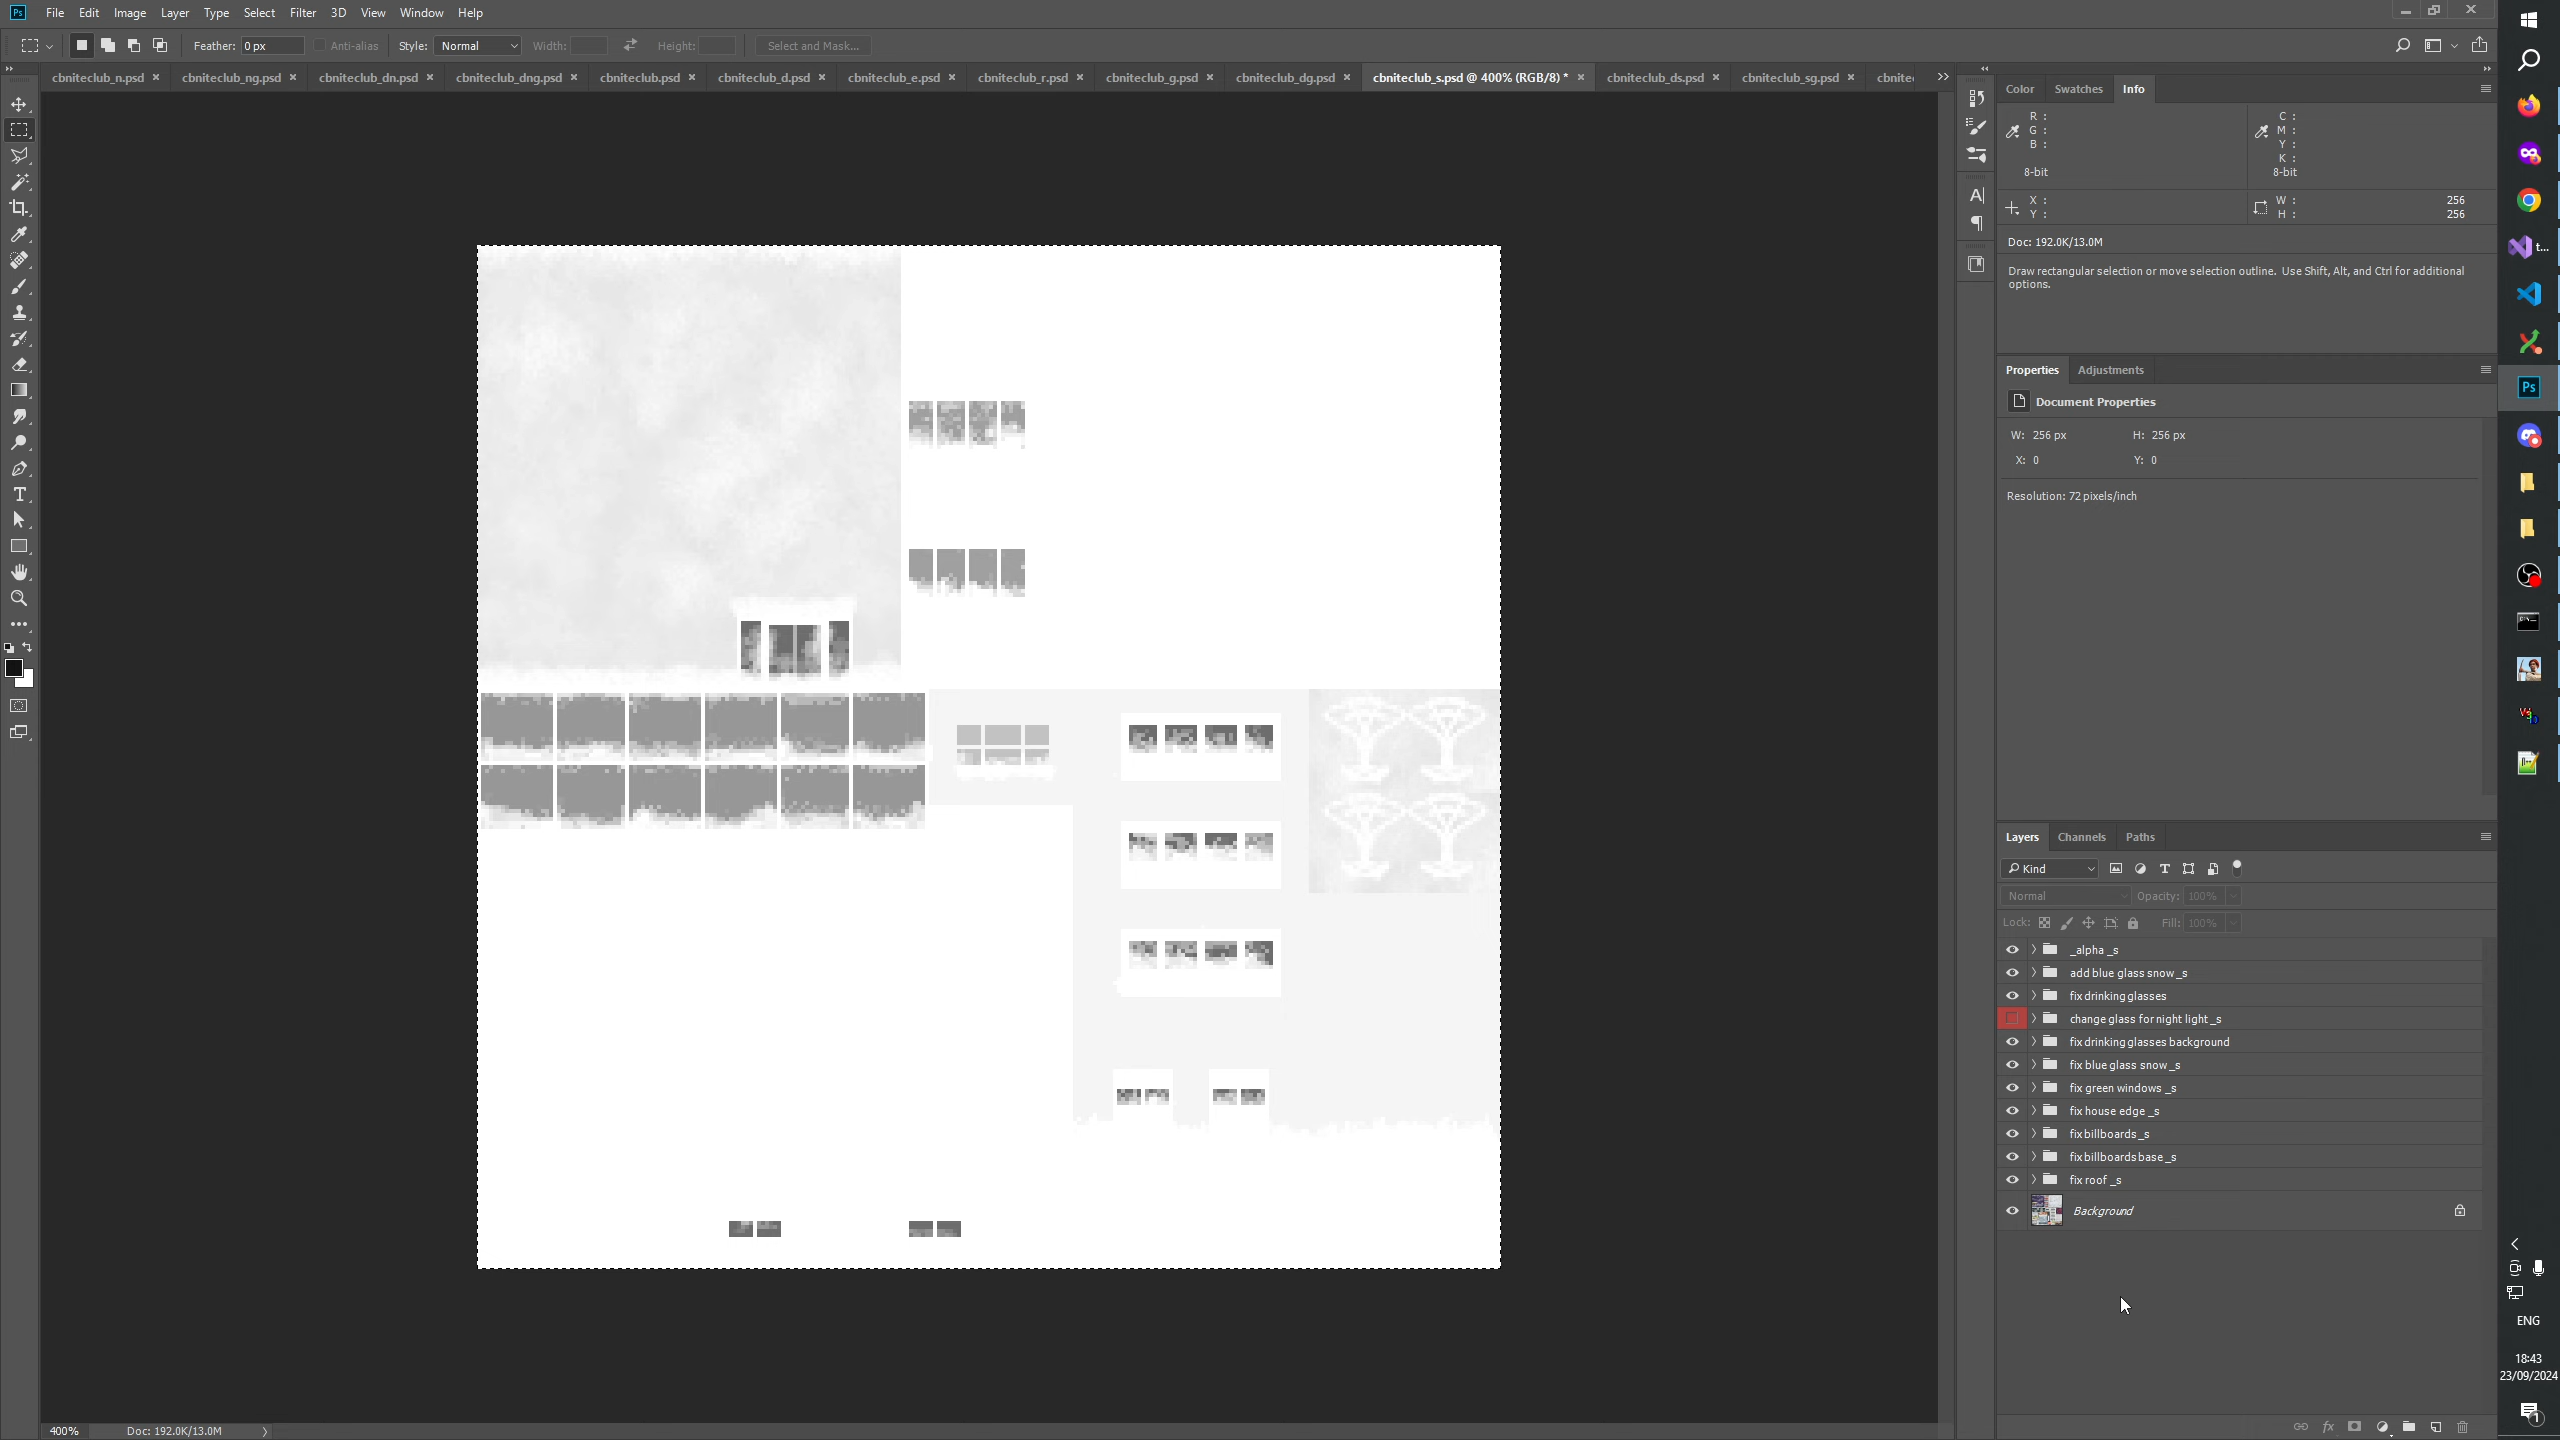 Ps File Edit Image Layer Type Select Filter 3D View Window Help
Feather: 0 px Anti-alias Style: Normal Width: Height: Select and Mask...
cbniteclub_n.psd cbniteclub_ng.psd cbniteclub_dn.psd cbniteclub_dng.psd cbniteclub.psd cbniteclub_d.psd cbniteclub_e.psd cbniteclub_r.psd cbniteclub_g.psd cbniteclub_dg.psd cbniteclub_s.psd @ 400% (RGB/8) * cbniteclub_ds.psd cbniteclub_sg.psd cbnitec
Color Swatches Info
R : C :
G : M :
B : Y :
K :
8-bit 8-bit
X : W : 256
Y : H : 256
Doc: 192.0K/13.0M
Draw rectangular selection or move selection outline. Use Shift, Alt, and Ctrl for additional
options.
Properties Adjustments
Document Properties
W: 256 px H: 256 px
X: 0 Y: 0
Resolution: 72 pixels/inch
Layers Channels Paths
Kind
Normal Opacity: 100%
Lock: Fill: 100%
_alpha _s
add blue glass snow _s
fix drinking glasses
change glass for night light _s
fix drinking glasses background
fix blue glass snow _s
fix green windows _s
fix house edge _s
fix billboards _s
fix billboards base _s
fix roof _s
Background
400% Doc: 192.0K/13.0M
t...
Ps
ENG
18:43
23/09/2024
1